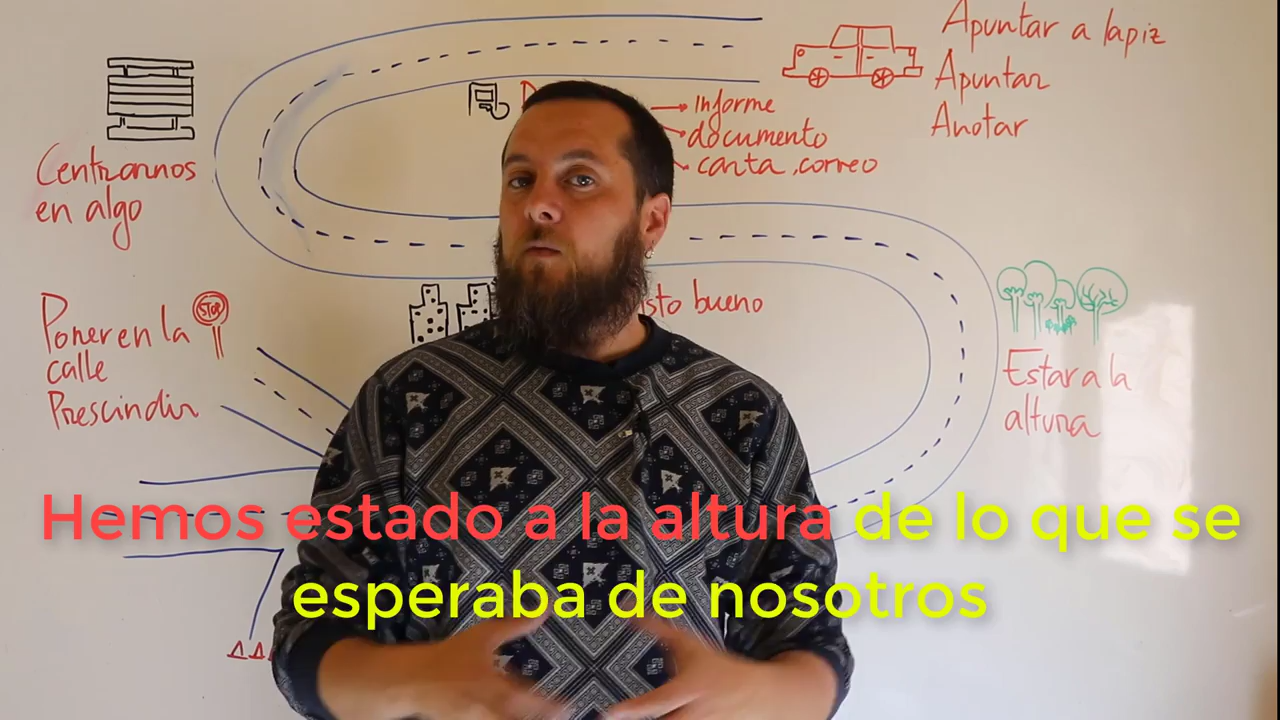 Apuntar a lapiz
Apuntar
Anotar
informe
documento
carta, correo
Centrarnos
en algo
STOP
Poner en la
calle
Prescindir
bueno
Estar a la
altura
Hemos estado a la altura de lo que se
esperaba de nosotros